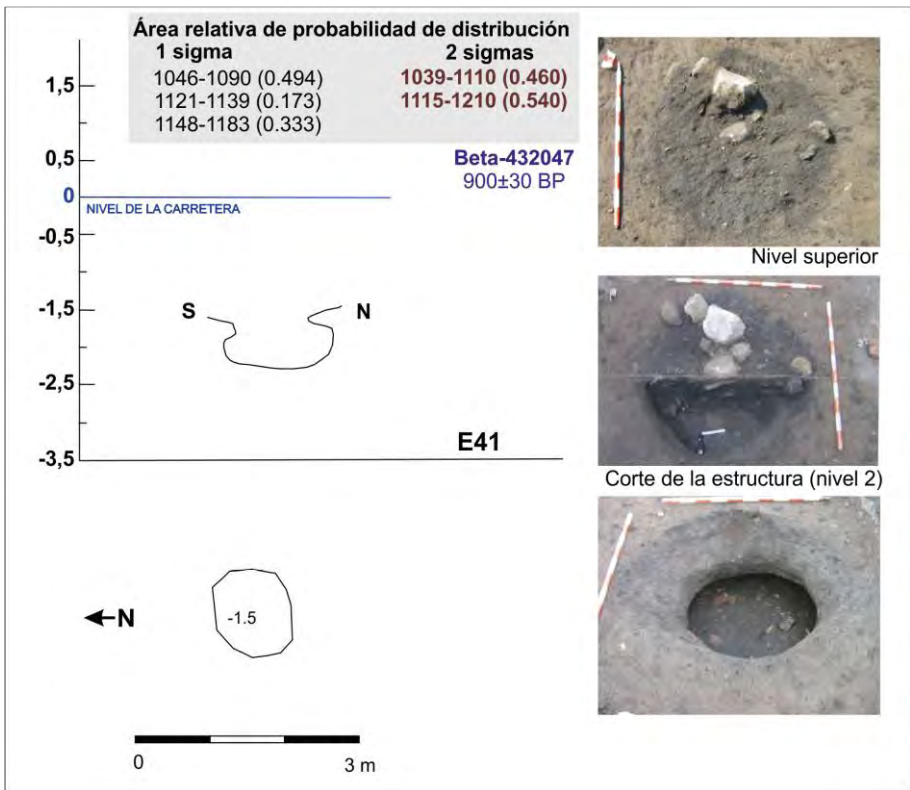 Área relativa de probabilidad de distribución
1 sigma 2 sigmas
1046-1090 (0.494) 1039-1110 (0.460)
1121-1139 (0.173) 1115-1210 (0.540)
1148-1183 (0.333)
Beta-432047
900±30 BP
1,5
0,5
0
NIVEL DE LA CARRETERA
-0,5
-1,5
S N
-2,5
E41
-3,5
N
-1.5
0 3 m
Nivel superior
Corte de la estructura (nivel 2)